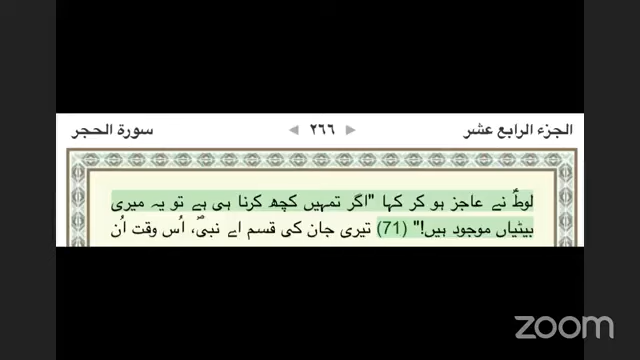 الجزء الرابع عشر ◀ ٢٦٦ ▶ سورة الحجر
لوطؑ نے عاجز ہو کر کہا "اگر تمہیں کچھ کرنا ہی ہے تو یہ میری
بیٹیاں موجود ہیں!" (71) تیری جان کی قسم اے نبیؐ، اُس وقت اُن
zoom